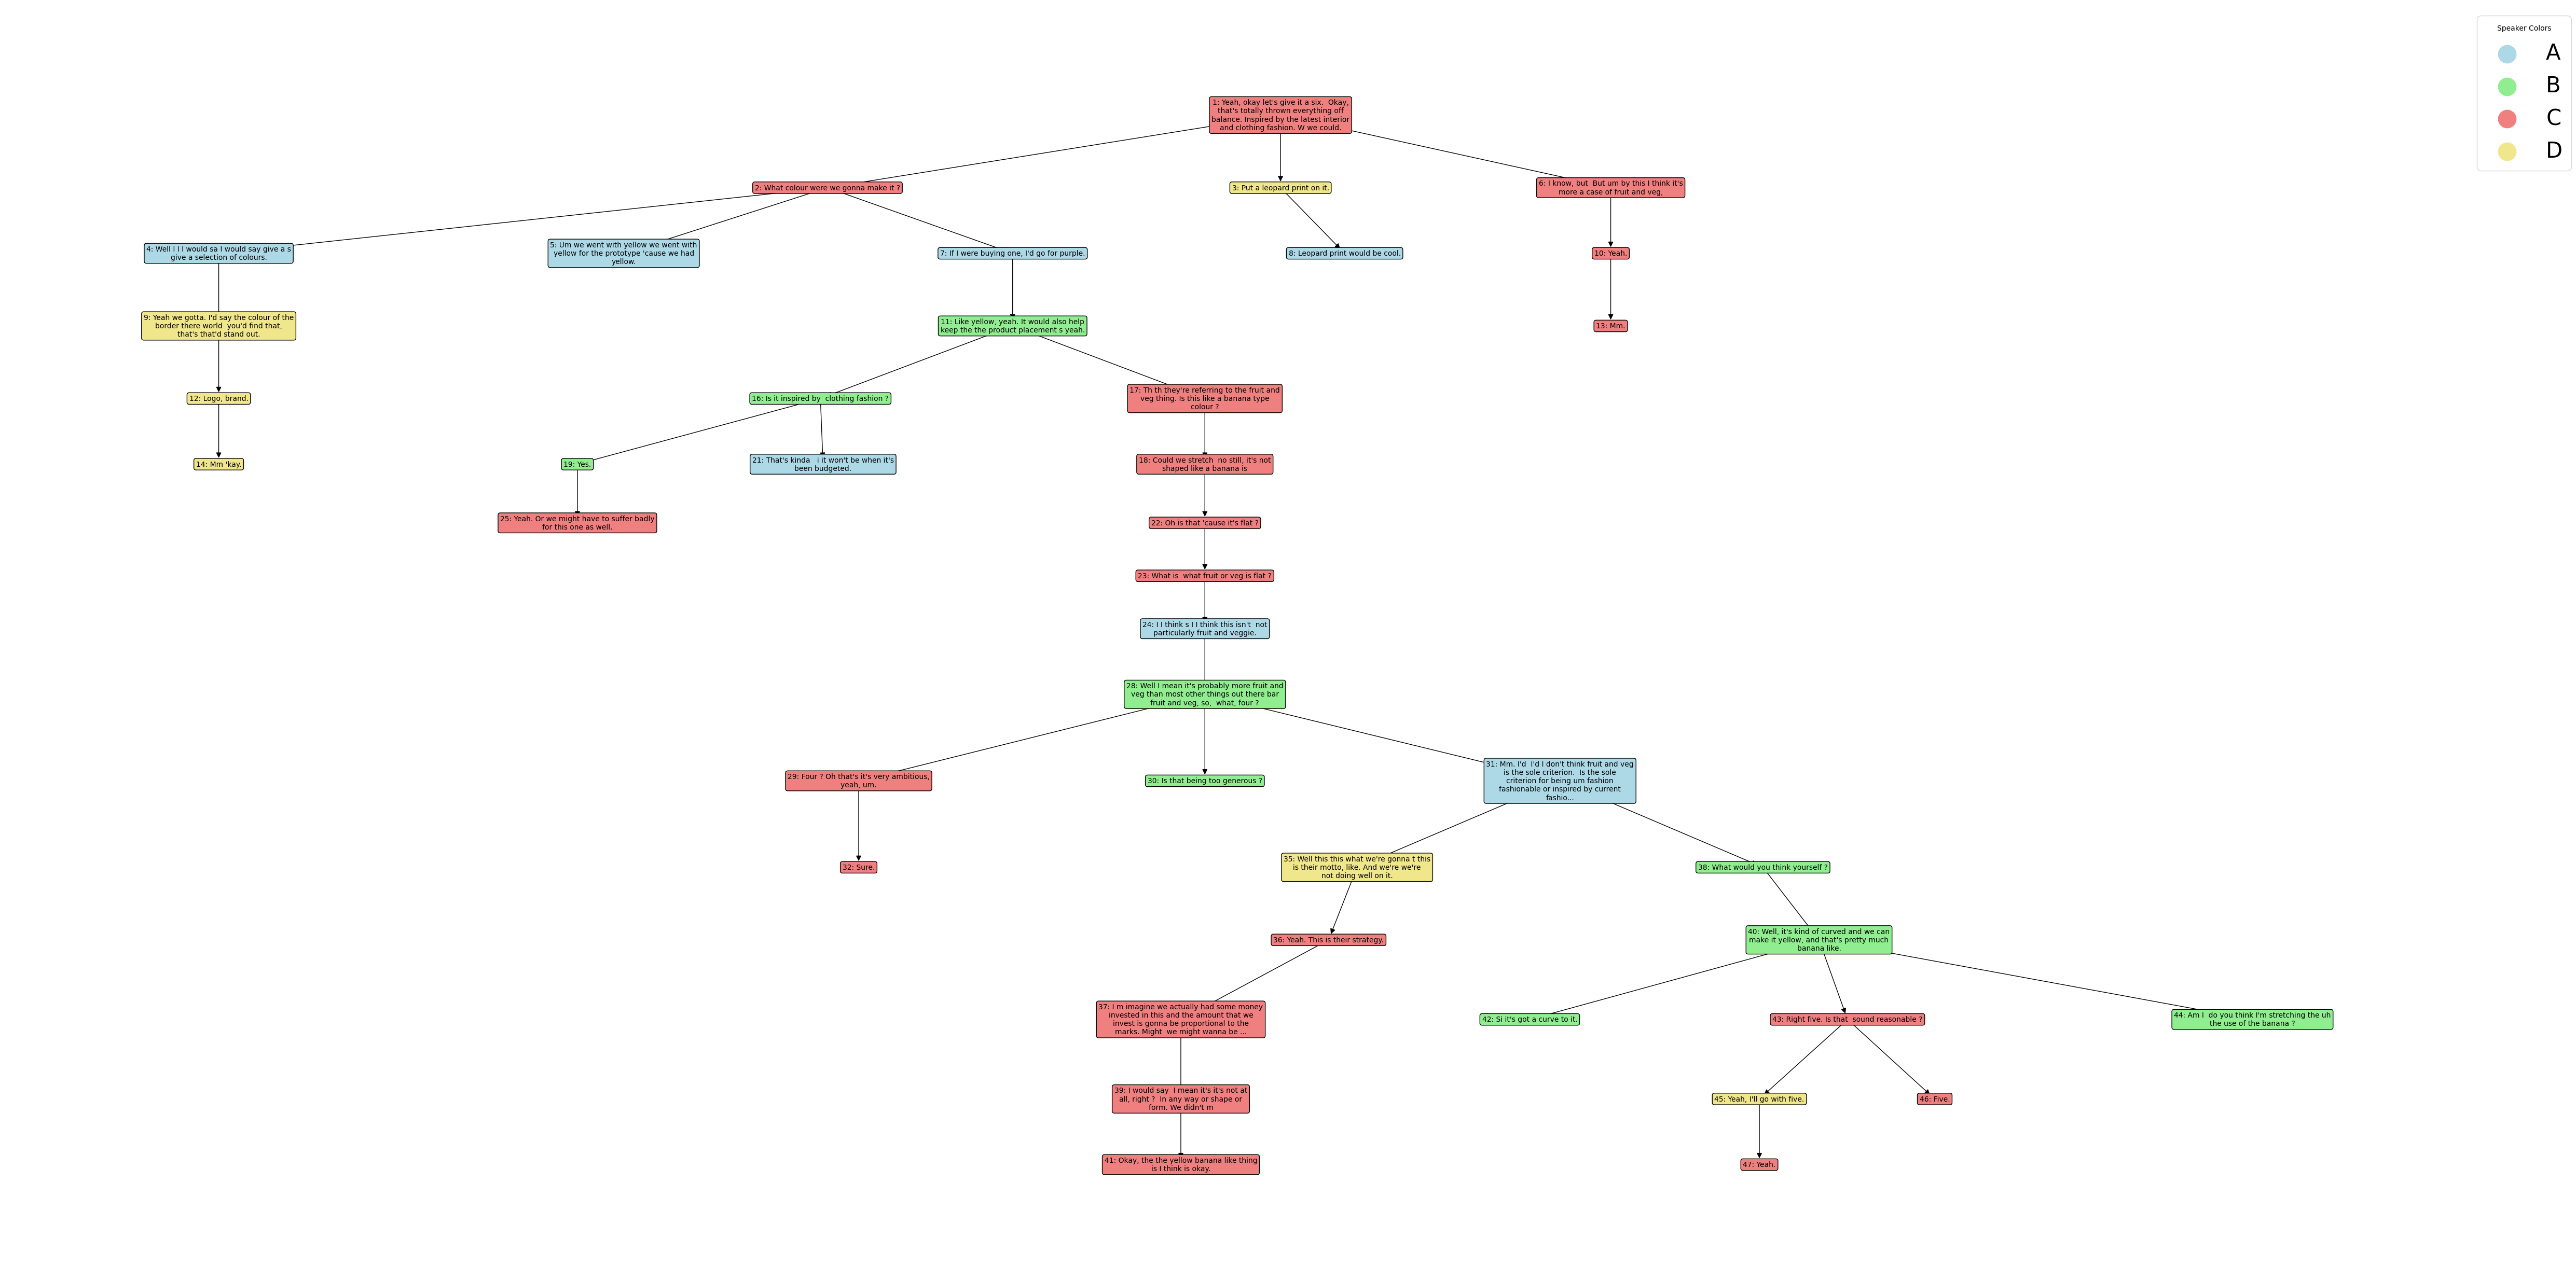 Speaker Colors
A
B
C
D
1: Yeah, okay let's give it a six.  Okay,
that's totally thrown everything off
balance. Inspired by the latest interior
and clothing fashion. W we could.
2: What colour were we gonna make it ?
3: Put a leopard print on it.
6: I know, but  But um by this I think it's
more a case of fruit and veg,
4: Well I I I would sa I would say give a s
give a selection of colours.
5: Um we went with yellow we went with
yellow for the prototype 'cause we had
yellow.
7: If I were buying one, I'd go for purple.
8: Leopard print would be cool.
10: Yeah.
9: Yeah we gotta. I'd say the colour of the
border there world  you'd find that,
that's that'd stand out.
11: Like yellow, yeah. It would also help
keep the the product placement s yeah.
13: Mm.
12: Logo, brand.
16: Is it inspired by  clothing fashion ?
17: Th th they're referring to the fruit and
veg thing. Is this like a banana type
colour ?
14: Mm 'kay.
19: Yes.
21: That's kinda   i it won't be when it's
been budgeted.
18: Could we stretch  no still, it's not
shaped like a banana is
25: Yeah. Or we might have to suffer badly
for this one as well.
22: Oh is that 'cause it's flat ?
23: What is  what fruit or veg is flat ?
24: I I think s I I think this isn't  not
particularly fruit and veggie.
28: Well I mean it's probably more fruit and
veg than most other things out there bar
fruit and veg, so,  what, four ?
29: Four ? Oh that's it's very ambitious,
yeah, um.
30: Is that being too generous ?
31: Mm. I'd  I'd I don't think fruit and veg
is the sole criterion.  Is the sole
criterion for being um fashion
fashionable or inspired by current
fashio...
32: Sure.
35: Well this this what we're gonna t this
is their motto, like. And we're we're
not doing well on it.
38: What would you think yourself ?
36: Yeah. This is their strategy.
40: Well, it's kind of curved and we can
make it yellow, and that's pretty much
banana like.
37: I m imagine we actually had some money
invested in this and the amount that we
invest is gonna be proportional to the
marks. Might  we might wanna be ...
42: Si it's got a curve to it.
43: Right five. Is that  sound reasonable ?
44: Am I  do you think I'm stretching the uh
the use of the banana ?
39: I would say  I mean it's it's not at
all, right ?  In any way or shape or
form. We didn't m
45: Yeah, I'll go with five.
46: Five.
41: Okay, the the yellow banana like thing
is I think is okay.
47: Yeah.